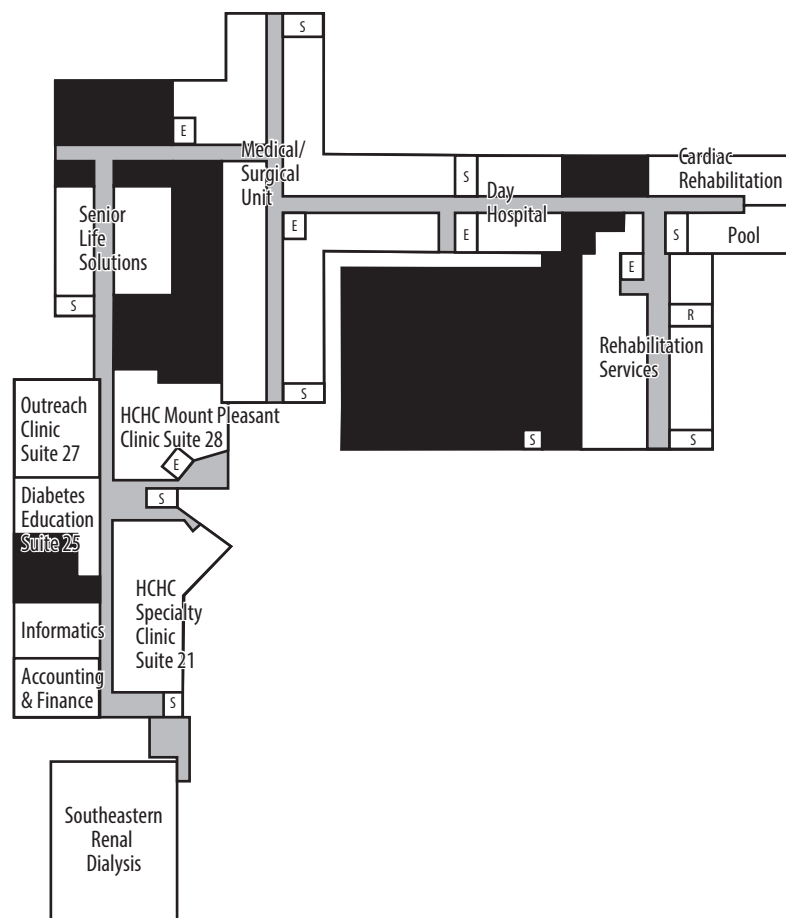 S
E
Medical/
Surgical
Unit
S
Day
Hospital
Cardiac
Rehabilitation
Senior
Life
Solutions
E
E
S
Pool
E
S
R
Rehabilitation
Services
S
Outreach
Clinic
Suite 27
HCHC Mount Pleasant
Clinic Suite 28
S
S
E
Diabetes
Education
Suite 25
S
HCHC
Specialty
Clinic
Suite 21
Informatics
Accounting
& Finance
S
Southeastern
Renal
Dialysis